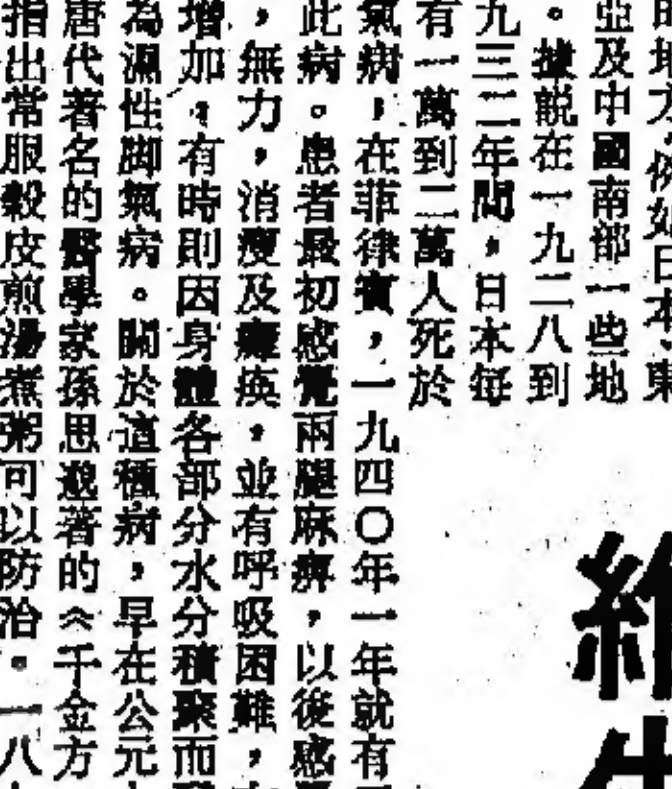 地方，例如日本、東
亞及中國南部一些地
。據說在一九二八到
九三二年間，日本每
有一萬到二萬人死於
維生
氣病，在菲律賓，一九四〇年一年就有
此病。患者最初感覺兩腿麻痹，以後感
，無力，消瘦及癱瘓，並有呼吸困難，
增加，有時則因身體各部分水分積聚而
為濕性脚氣病。關於這種病，早在公元
唐代著名的醫學家孫思邈著的《千金方
指出常服穀皮煎湯煮粥可以防治。一八